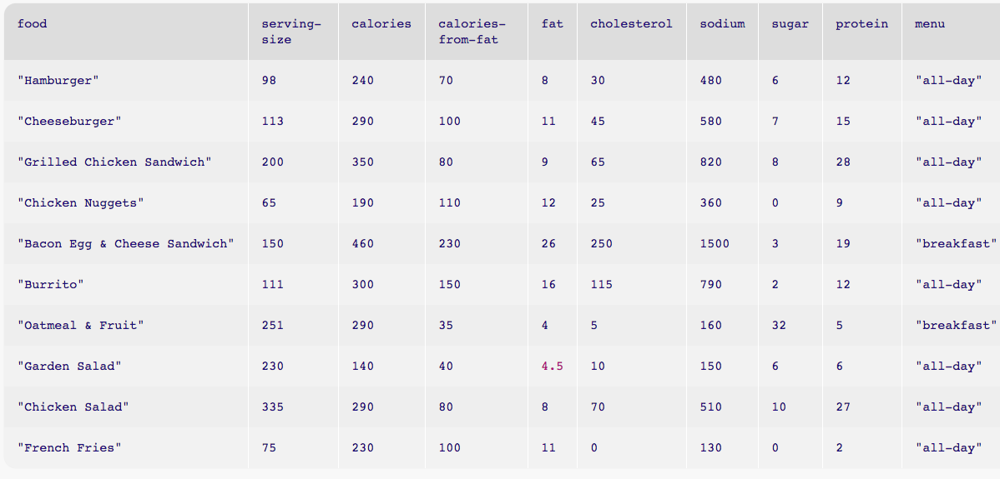 food serving-size calories calories-from-fat fat cholesterol sodium sugar protein menu
"Hamburger" 98 240 70 8 30 480 6 12 "all-day"
"Cheeseburger" 113 290 100 11 45 580 7 15 "all-day"
"Grilled Chicken Sandwich" 200 350 80 9 65 820 8 28 "all-day"
"Chicken Nuggets" 65 190 110 12 25 360 0 9 "all-day"
"Bacon Egg & Cheese Sandwich" 150 460 230 26 250 1500 3 19 "breakfast"
"Burrito" 111 300 150 16 115 790 2 12 "all-day"
"Oatmeal & Fruit" 251 290 35 4 5 160 32 5 "breakfast"
"Garden Salad" 230 140 40 4.5 10 150 6 6 "all-day"
"Chicken Salad" 335 290 80 8 70 510 10 27 "all-day"
"French Fries" 75 230 100 11 0 130 0 2 "all-day"